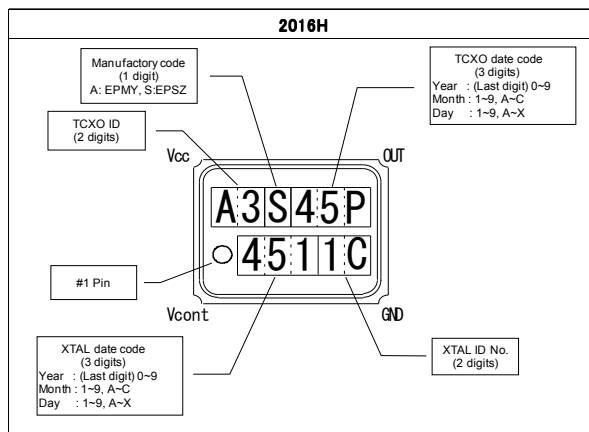 2016H
Manufactory code
(1 digit)
A: EPMY, S:EPSZ
TCXO date code
(3 digits)
Year : (Last digit) 0~9
Month : 1~9, A~C
Day : 1~9, A~X
TCXO ID
(2 digits)
Vcc
OUT
A3S45P
4511C
#1 Pin
Vcont
GND
XTAL date code
(3 digits)
Year : (Last digit) 0~9
Month : 1~9, A~C
Day : 1~9, A~X
XTAL ID No.
(2 digits)